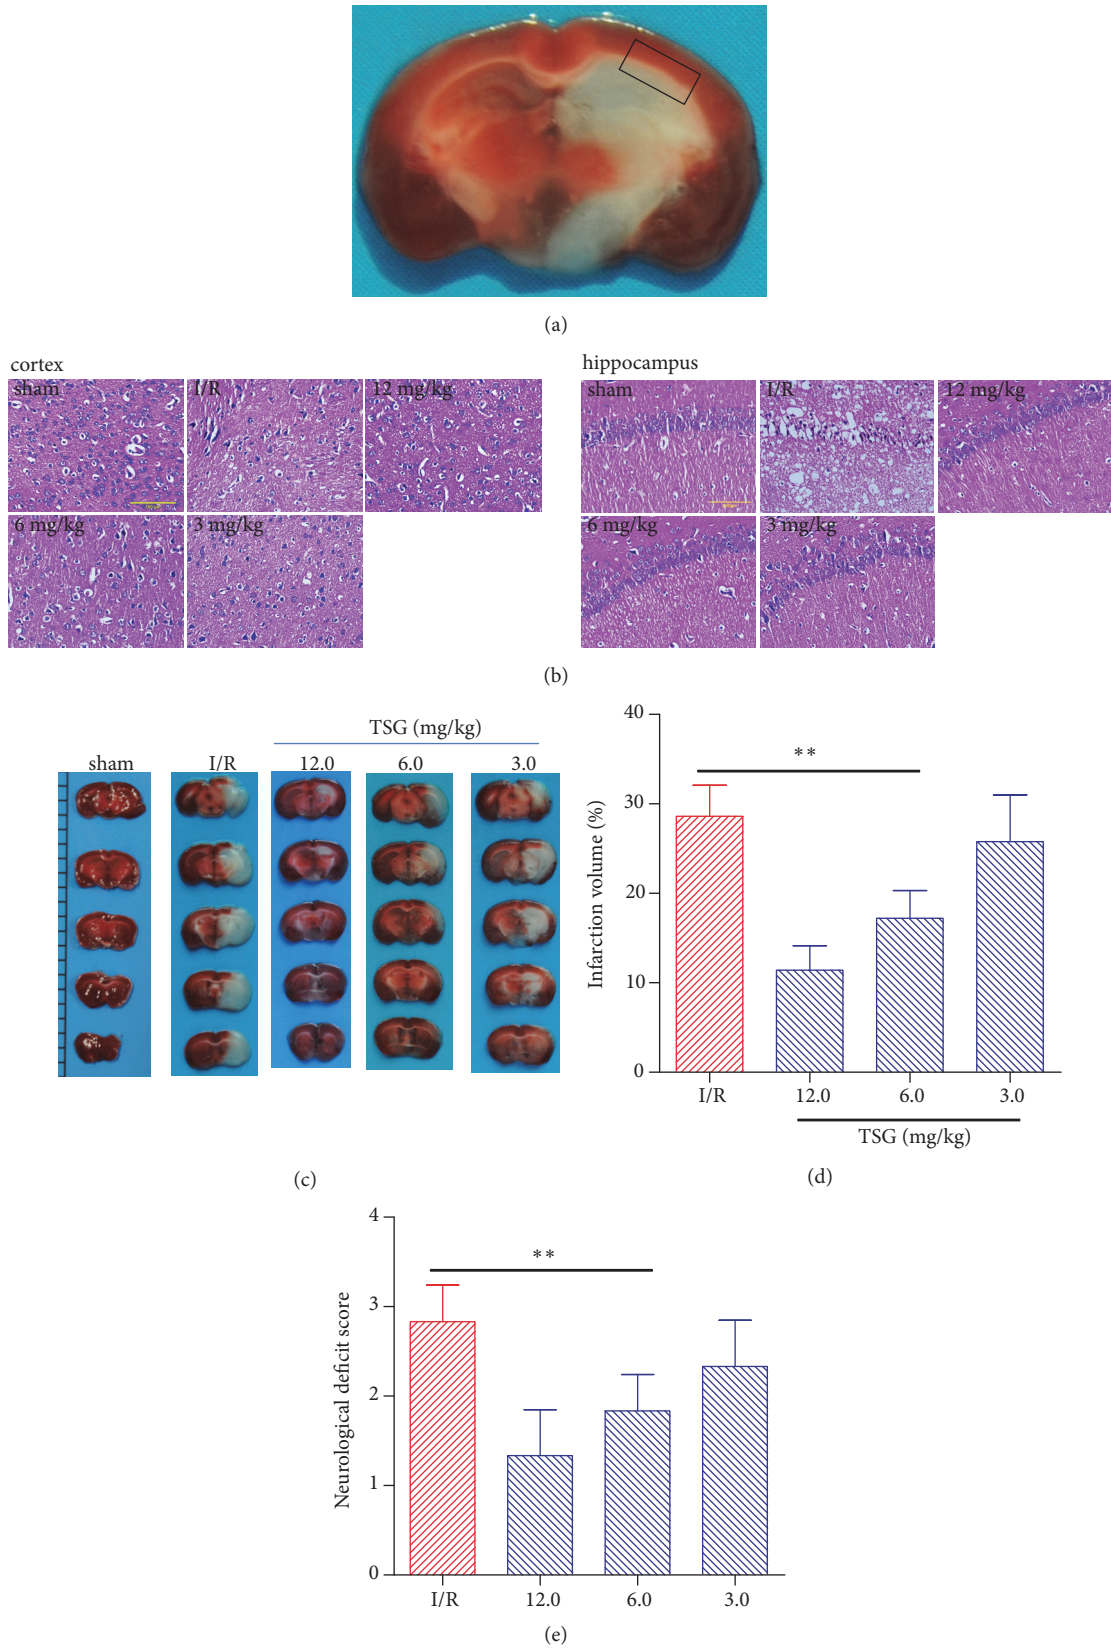 (a)
cortex
sham I/R 12 mg/kg
6 mg/kg 3 mg/kg
hippocampus
sham I/R 12 mg/kg
6 mg/kg 3 mg/kg
(b)
TSG (mg/kg)
sham I/R 12.0 6.0 3.0
(c)
Infarction volume (%)
40
30
20
10
0
**
I/R 12.0 6.0 3.0
TSG (mg/kg)
(d)
Neurological deficit score
4
3
2
1
0
**
I/R 12.0 6.0 3.0
(e)